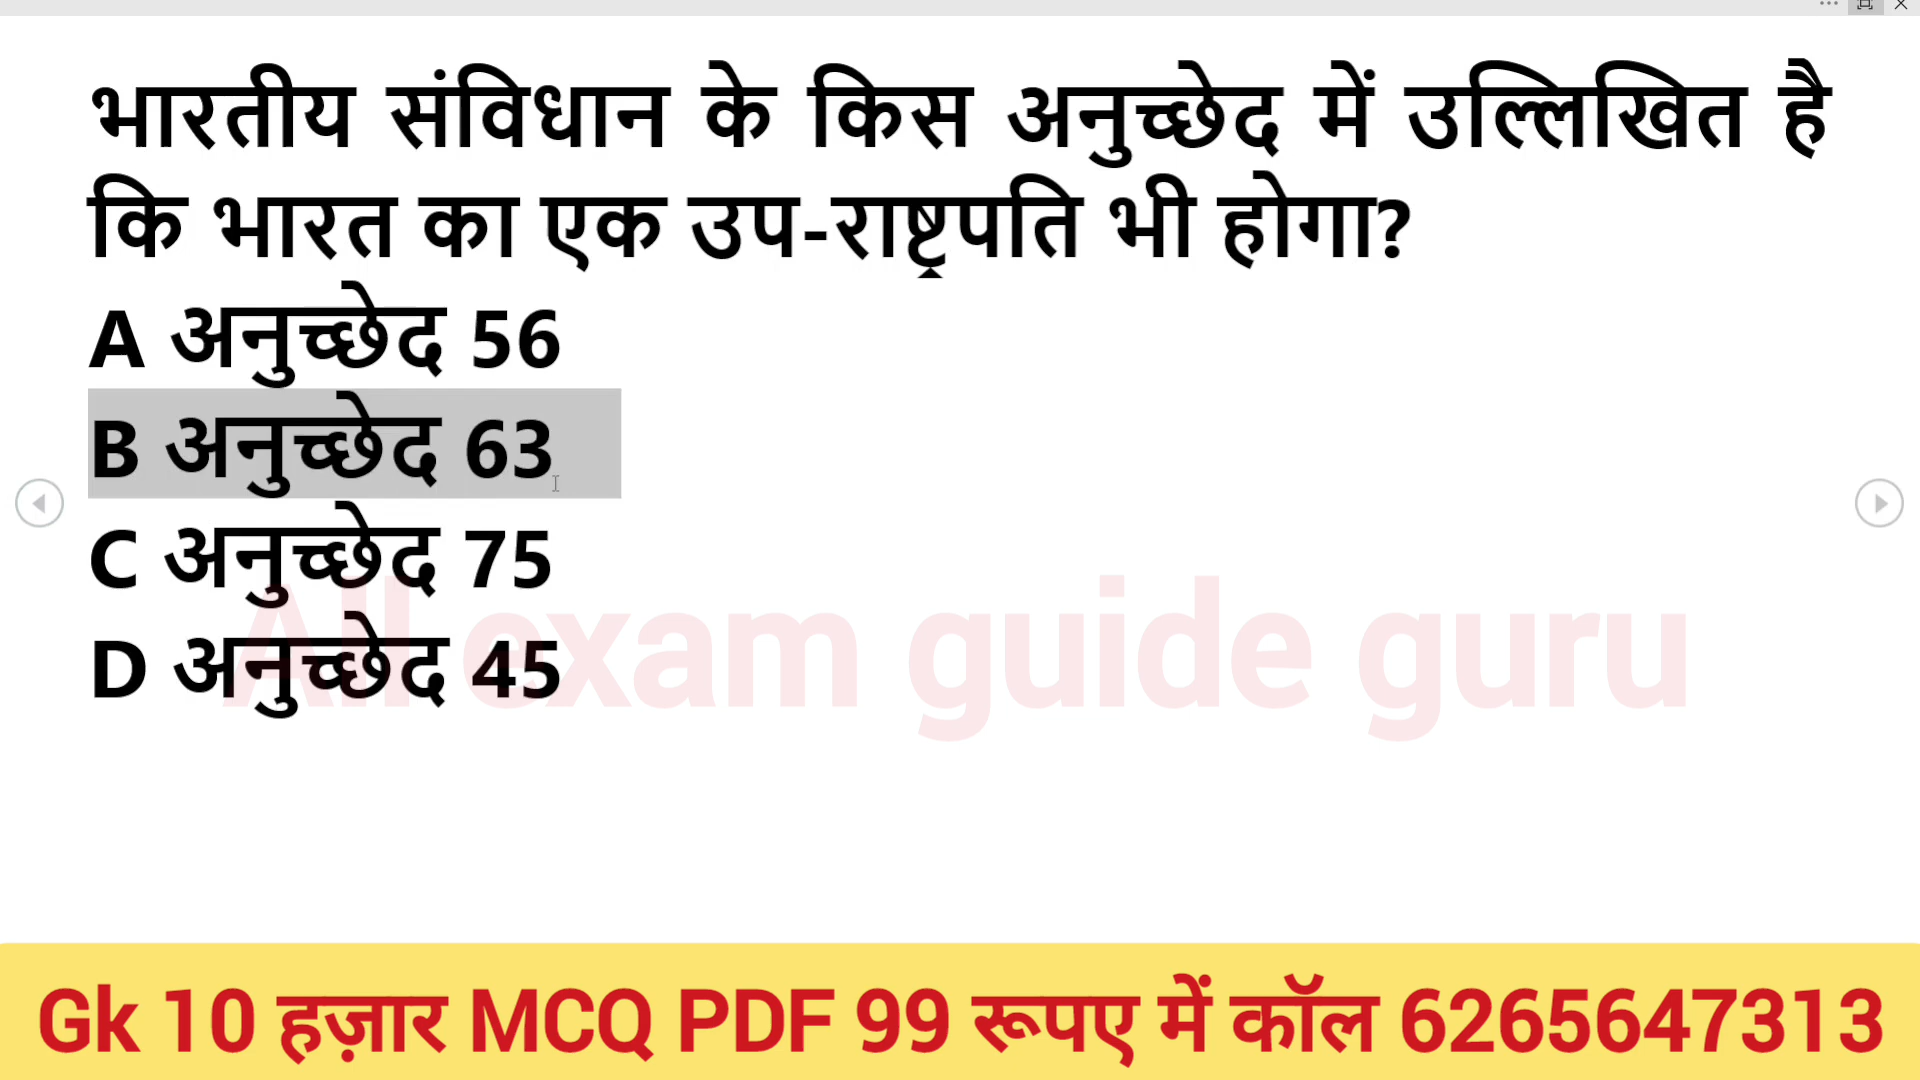 भारतीय संविधान के किस अनुच्छेद में उल्लिखित है
कि भारत का एक उप-राष्ट्रपति भी होगा?
A अनुच्छेद 56
B अनुच्छेद 63
C अनुच्छेद 75
D अनुच्छेद 45
All exam guide guru
Gk 10 हज़ार MCQ PDF 99 रूपए में कॉल 6265647313